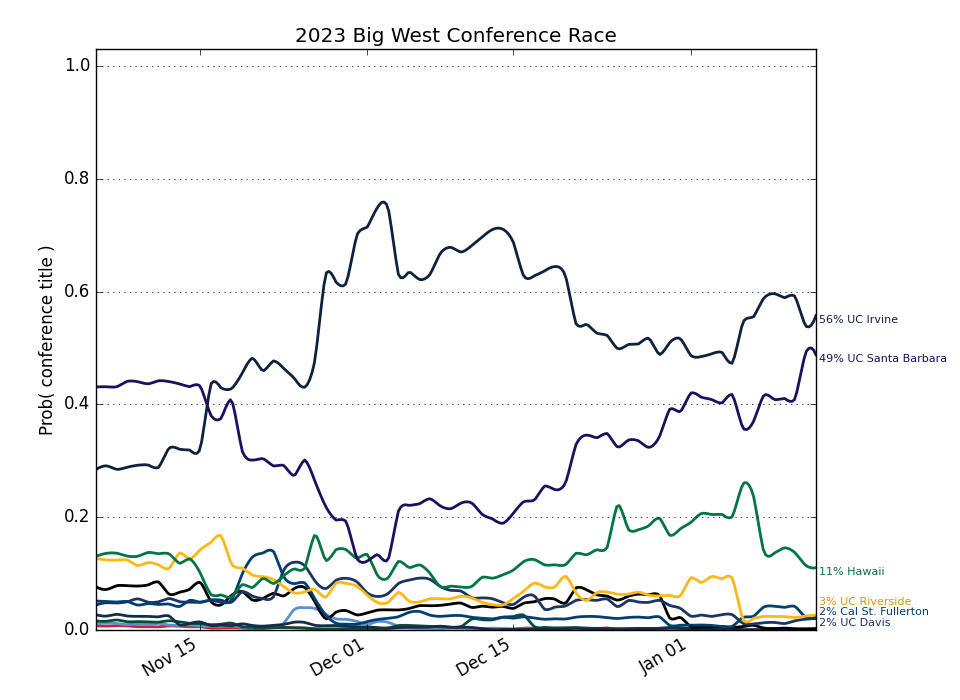 2023 Big West Conference Race
Prob( conference title )
1.0
0.8
0.6
0.4
0.2
0.0
Nov 15
Dec 01
Dec 15
Jan 01
56% UC Irvine
49% UC Santa Barbara
11% Hawaii
3% UC Riverside
2% Cal St. Fullerton
2% UC Davis